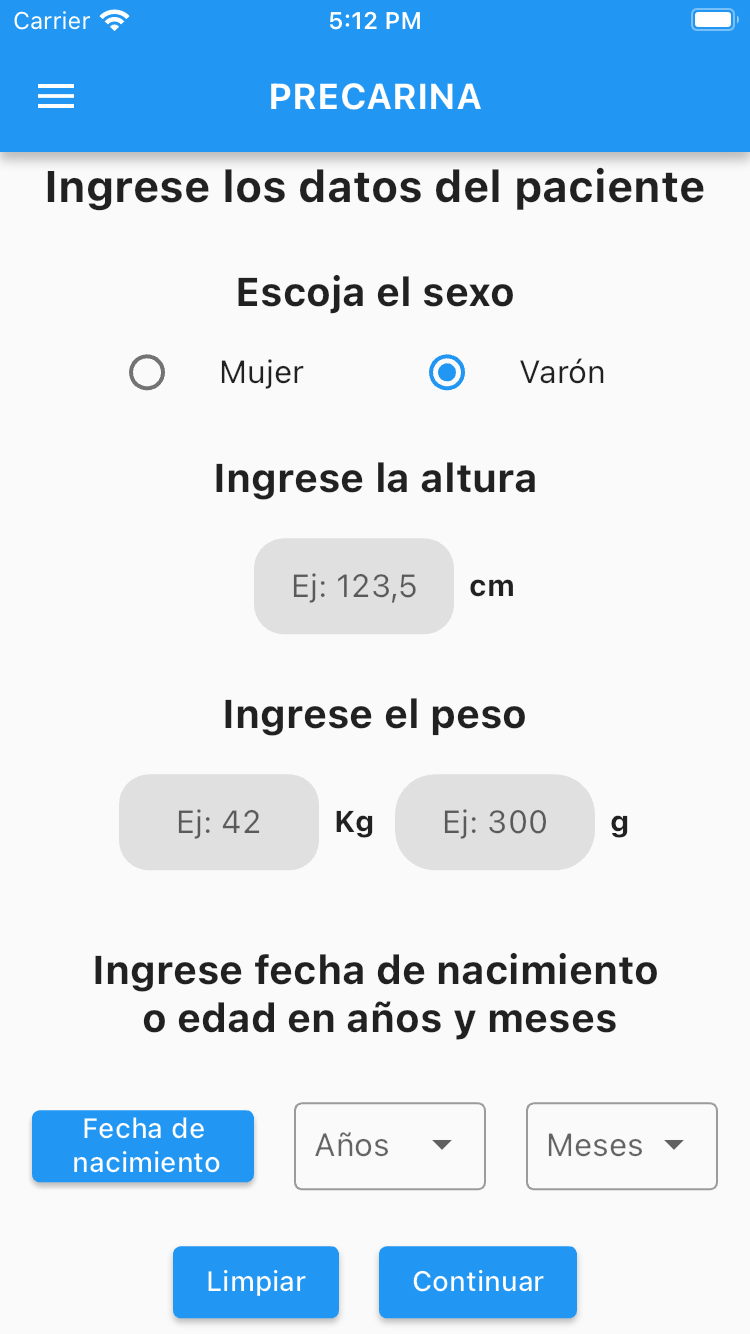 Carrier 5:12 PM
PRECARINA
Ingrese los datos del paciente
Escoja el sexo
Mujer Varón
Ingrese la altura
Ej: 123,5 cm
Ingrese el peso
Ej: 42 Kg Ej: 300 g
Ingrese fecha de nacimiento
o edad en años y meses
Fecha de
nacimiento
Años Meses
Limpiar Continuar